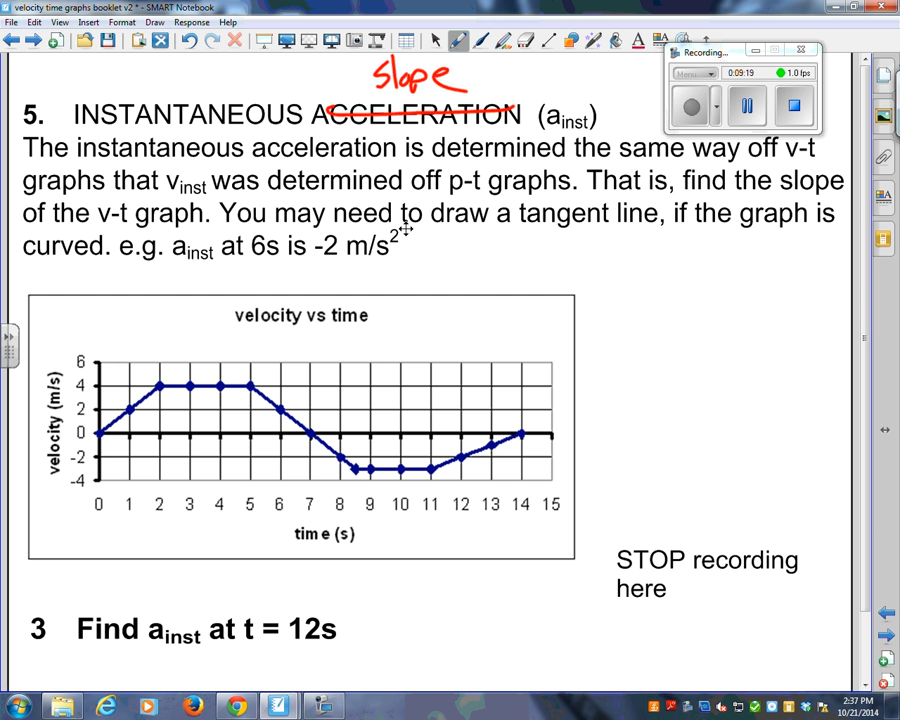 velocity time graphs booklet v2 * - SMART Notebook
File Edit View Insert Format Draw Response Help
Recording...
Menu 0:09:19 1.0 fps
slope
5. INSTANTANEOUS ACCELERATION (ainst)
The instantaneous acceleration is determined the same way off v-t
graphs that vinst was determined off p-t graphs. That is, find the slope
of the v-t graph. You may need to draw a tangent line, if the graph is
curved. e.g. ainst at 6s is -2 m/s2
velocity vs time
velocity (m/s)
6
4
2
0
-2
-4
0 1 2 3 4 5 6 7 8 9 10 11 12 13 14 15
time (s)
STOP recording
here
3 Find ainst at t = 12s
2:37 PM
10/21/2014